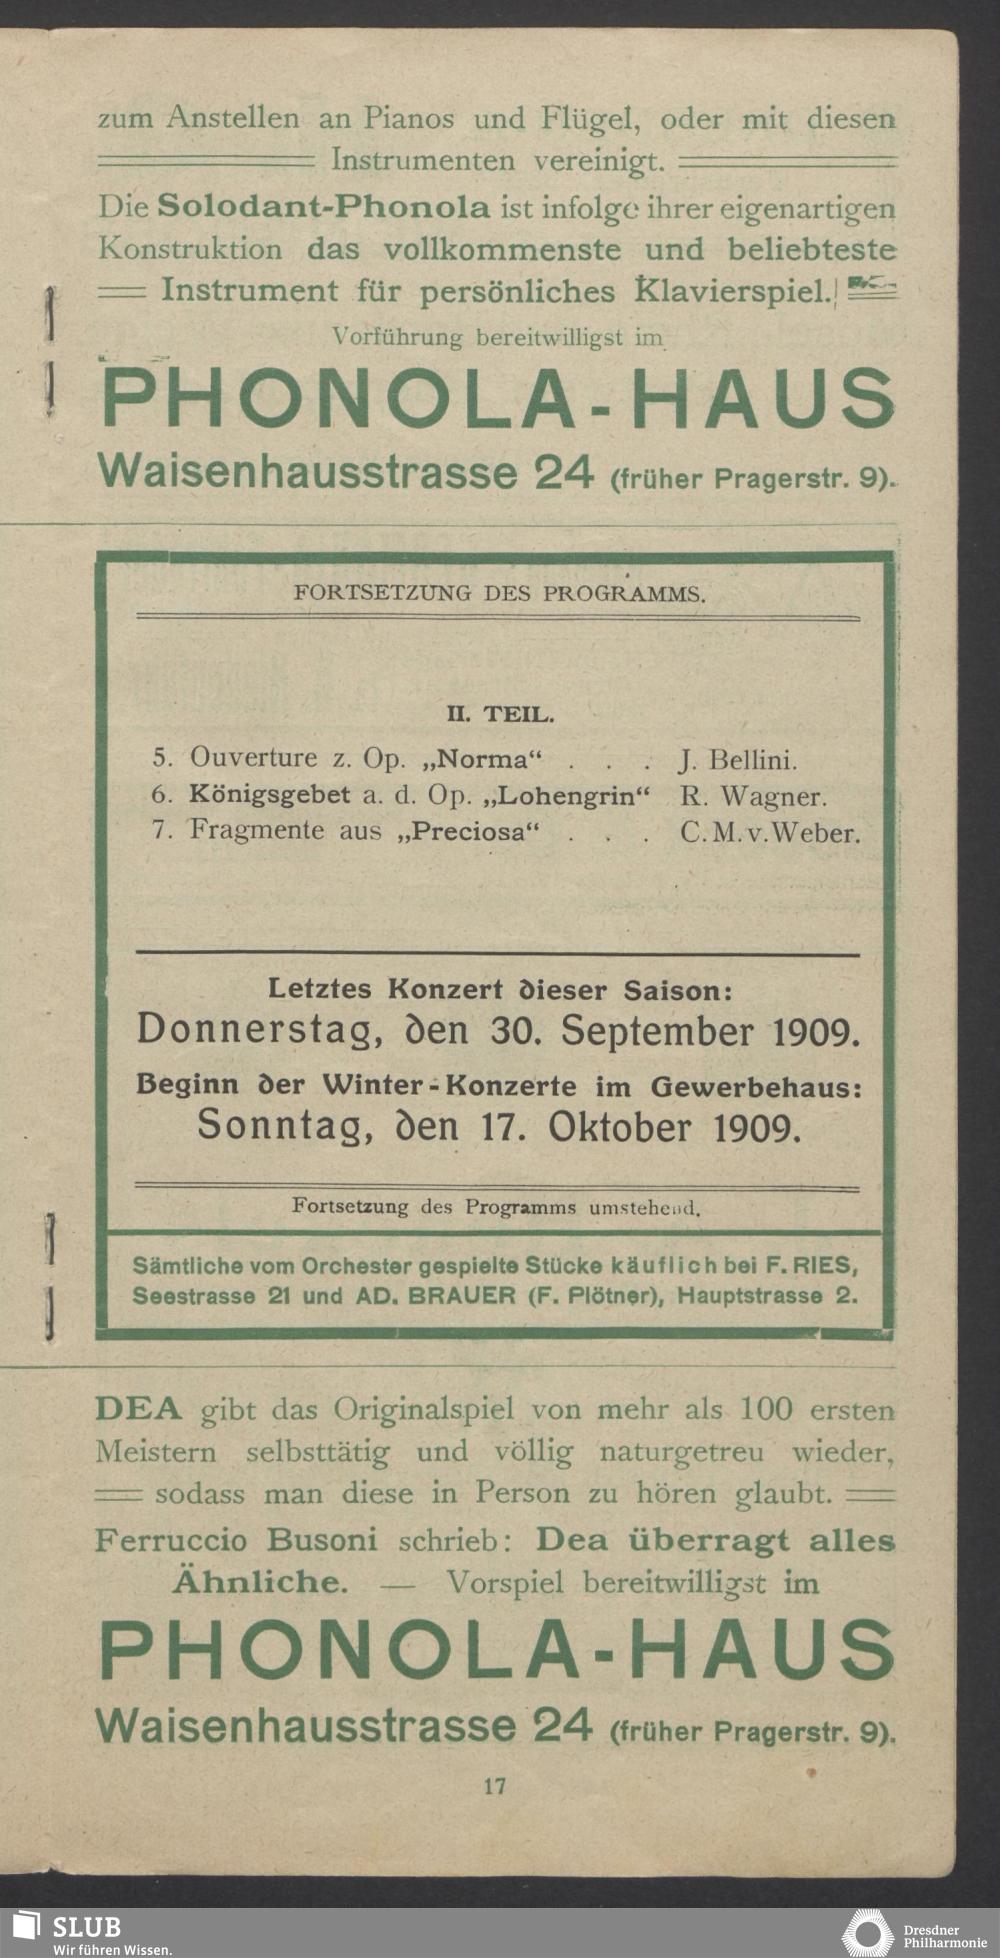 zum Anstellen an Pianos und Flügel, oder mit diesen
Instrumenten vereinigt.
Die Solodant-Phonola ist infolge ihrer eigenartigen
Konstruktion das vollkommenste und beliebteste
Instrument für persönliches Klavierspiel.
Vorführung bereitwilligst im
PHONOLA-HAUS
Waisenhausstrasse 24 (früher Pragerstr. 9).
FORTSETZUNG DES PROGRAMMS.
II. TEIL.
5. Ouverture z. Op. „Norma“ . . . J. Bellini.
6. Königsgebet a. d. Op. „Lohengrin“ R. Wagner.
7. Fragmente aus „Preciosa“ . . . C. M. v. Weber.
Letztes Konzert dieser Saison:
Donnerstag, den 30. September 1909.
Beginn der Winter-Konzerte im Gewerbehaus:
Sonntag, den 17. Oktober 1909.
Fortsetzung des Programms umstehend.
Sämtliche vom Orchester gespielte Stücke käuflich bei F. RIES,
Seestrasse 21 und AD. BRAUER (F. Plötner), Hauptstrasse 2.
DEA gibt das Originalspiel von mehr als 100 ersten
Meistern selbsttätig und völlig naturgetreu wieder,
sodass man diese in Person zu hören glaubt.
Ferruccio Busoni schrieb: Dea überragt alles
Ähnliche. — Vorspiel bereitwilligst im
PHONOLA-HAUS
Waisenhausstrasse 24 (früher Pragerstr. 9).
17
SLUB
Wir führen Wissen.
Dresdner
Philharmonie